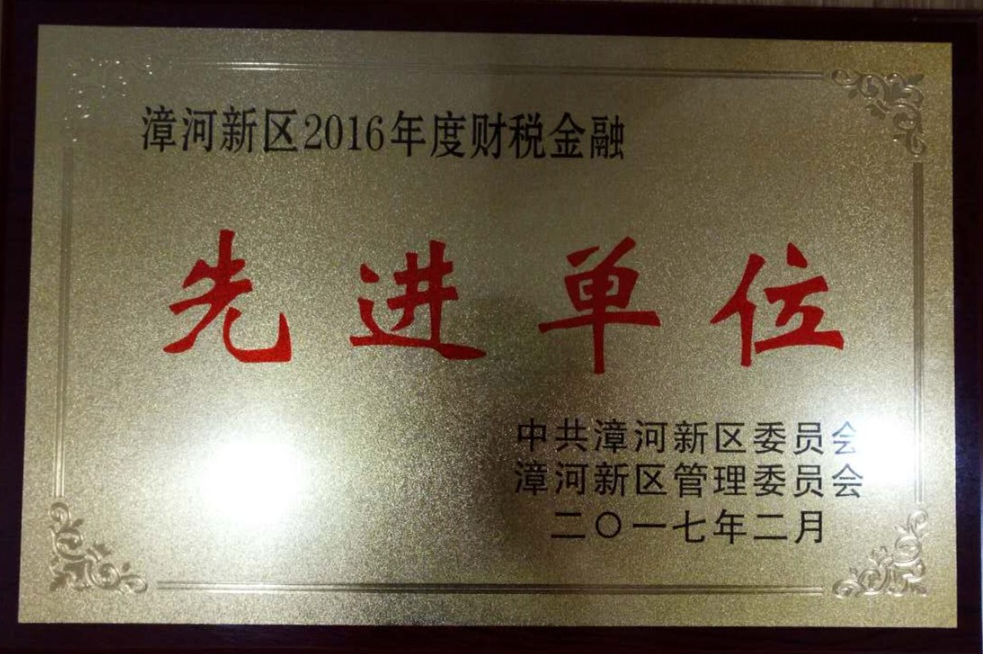 漳河新区2016年度财税金融
先进单位
中共漳河新区委员会
漳河新区管理委员会
二〇一七年二月